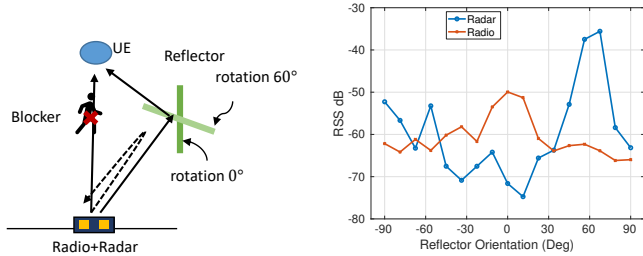 UE
Reflector
rotation 60°
Blocker
rotation 0°
Radio+Radar
-30
-40
-50
-60
-70
-80
RSS dB
-90
-60
-30
0
30
60
90
Reflector Orientation (Deg)
Radar
Radio